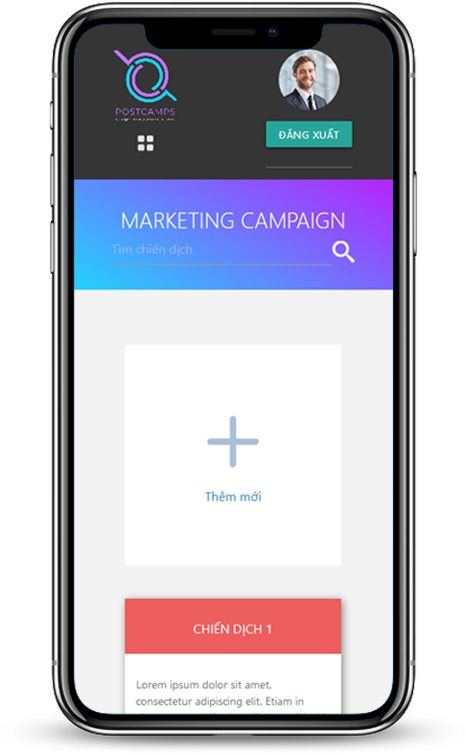 POSTCAMPS
ĐĂNG XUẤT
MARKETING CAMPAIGN
Tìm chiến dịch
Thêm mới
CHIẾN DỊCH 1
Lorem ipsum dolor sit amet,
consectetur adipiscing elit. Etiam in